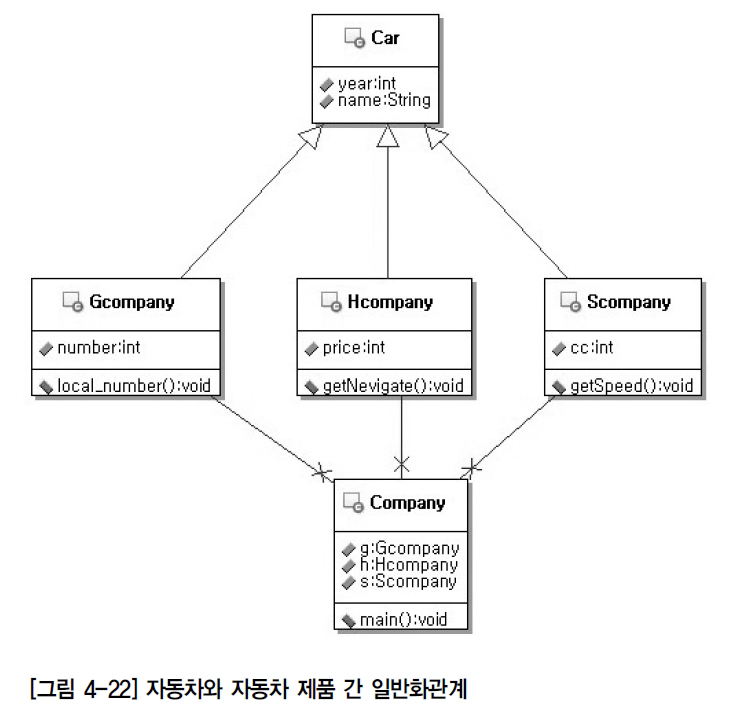 Car
year:int
name:String
Gcompany
number:int
local_number():void
Hcompany
price:int
getNevigate():void
Scompany
cc:int
getSpeed():void
Company
g:Gcompany
h:Hcompany
s:Scompany
main():void
[그림 4-22] 자동차와 자동차 제품 간 일반화관계